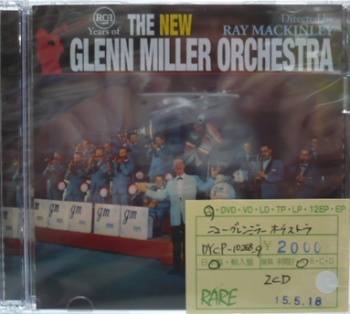 RCA
Years of
THE NEW
GLENN MILLER ORCHESTRA
Directed by
RAY MACKINLEY
gm
gm
gm
・DVD・VD・LD・TP・LP・12EP・EP
ニューグレンミラー オーケストラ
¥2000
2CD
RARE
15.5.18